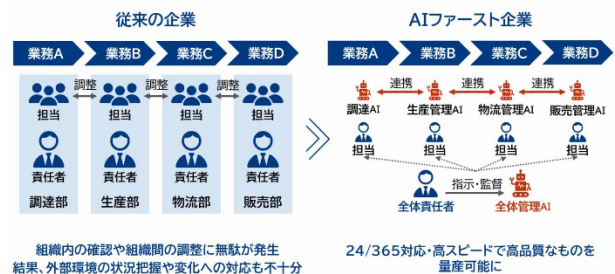 従来の企業
業務A 業務B 業務C 業務D
調整 調整 調整
担当 担当 担当 担当
責任者 責任者 責任者 責任者
調達部 生産部 物流部 販売部
組織内の確認や組織間の調整に無駄が発生
結果、外部環境の状況把握や変化への対応も不十分
AIファースト企業
業務A 業務B 業務C 業務D
連携 連携 連携
調達AI 生産管理AI 物流管理AI 販売管理AI
担当 担当 担当 担当
指示・監督
全体責任者 全体管理AI
24/365対応・高スピードで高品質なものを
量産可能に